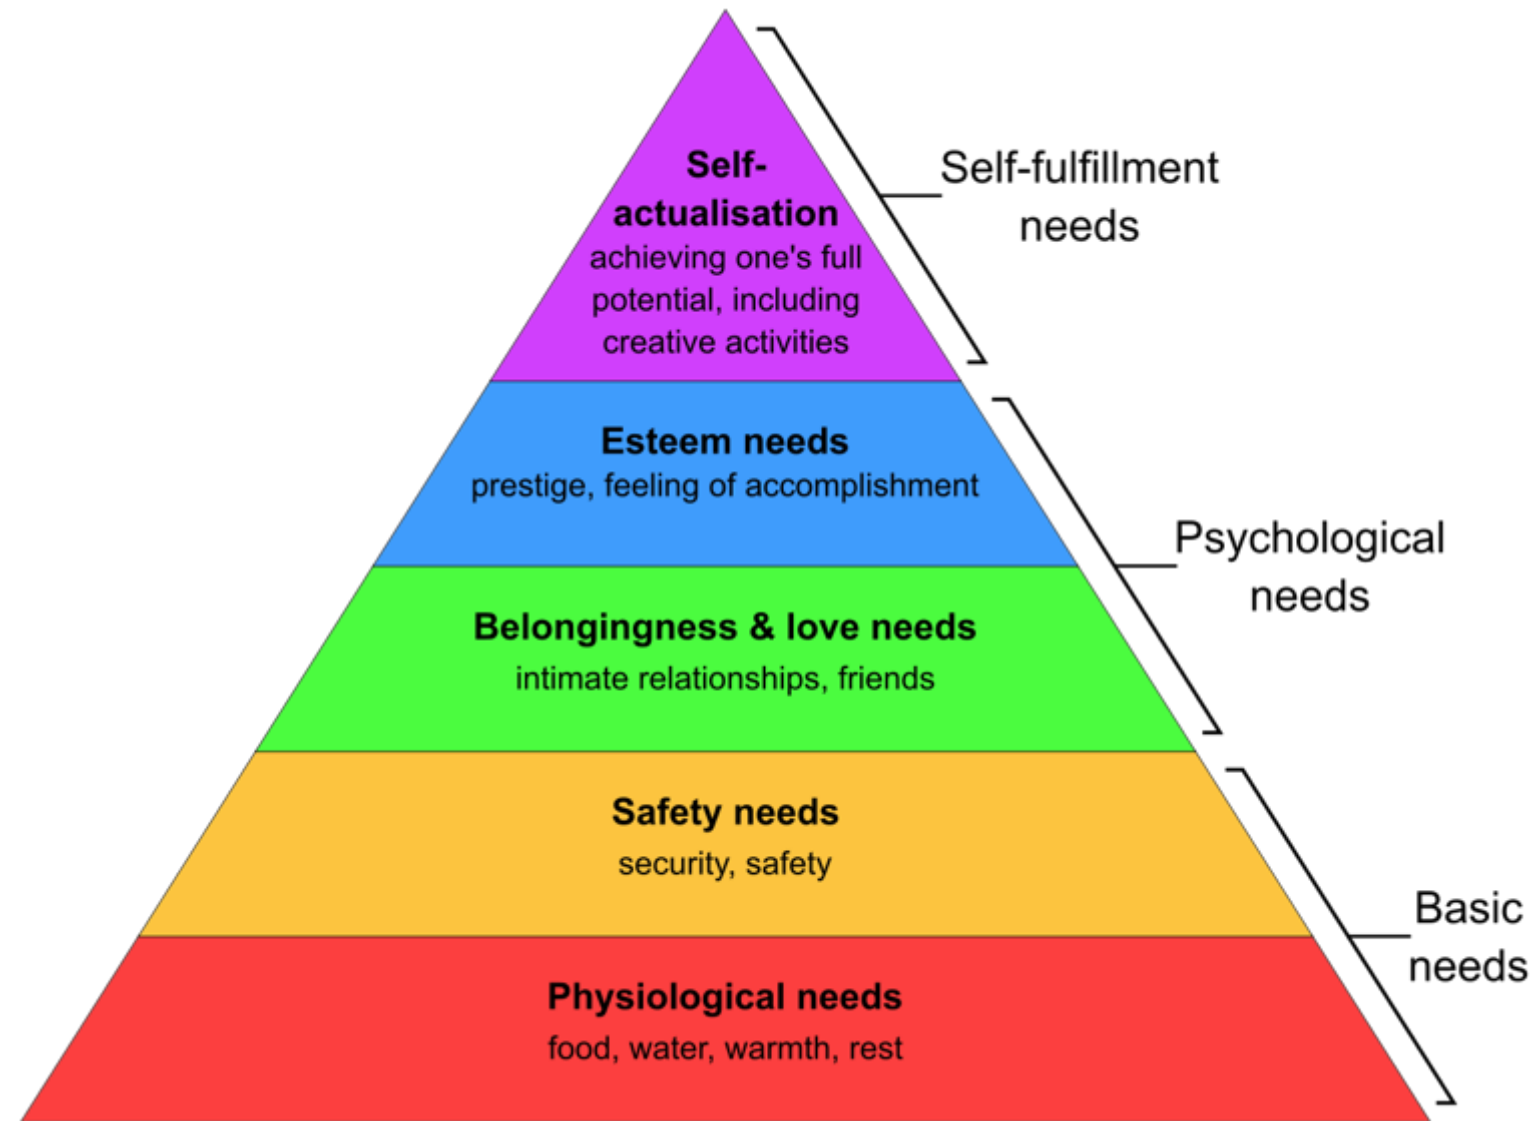 Self-
actualisation
achieving one's full
potential, including
creative activities
Self-fulfillment
needs
Esteem needs
prestige, feeling of accomplishment
Psychological
needs
Belongingness & love needs
intimate relationships, friends
Safety needs
security, safety
Basic
needs
Physiological needs
food, water, warmth, rest